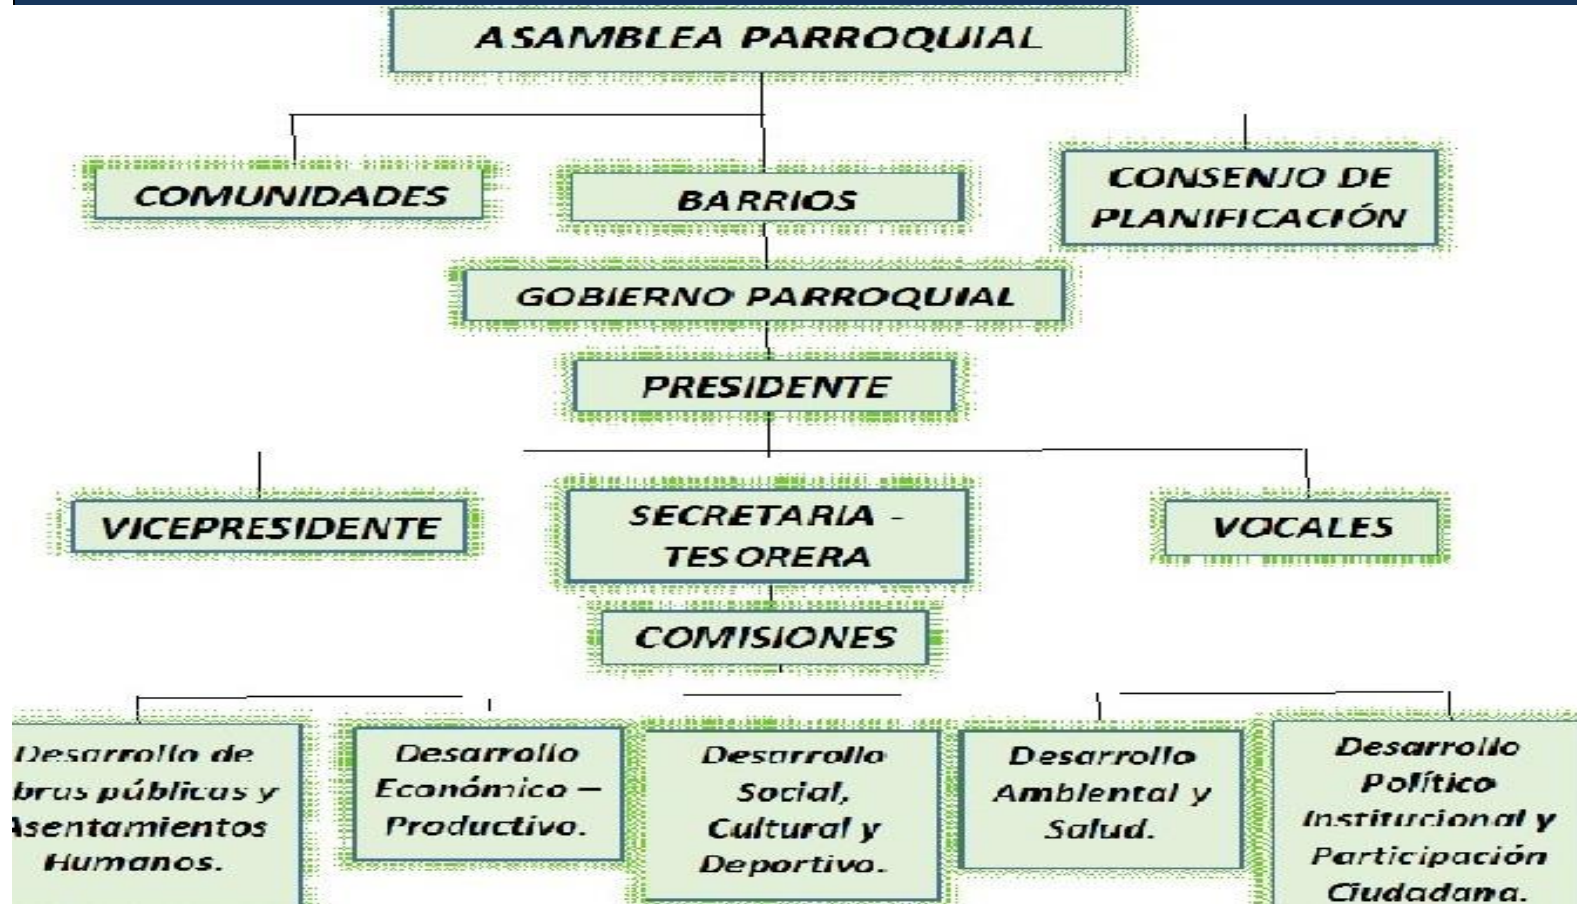 ASAMBLEA PARROQUIAL
COMUNIDADES
BARRIOS
CONSENJO DE
PLANIFICACIÓN
GOBIERNO PARROQUIAL
PRESIDENTE
VICEPRESIDENTE
SECRETARIA -
TESORERA
VOCALES
COMISIONES
Desarrollo de
bras públicas y
Asentamientos
Humanos.
Desarrollo
Económico –
Productivo.
Desarrollo
Social,
Cultural y
Deportivo.
Desarrollo
Ambiental y
Salud.
Desarrollo
Político
Institucional y
Participación
Ciudadana.